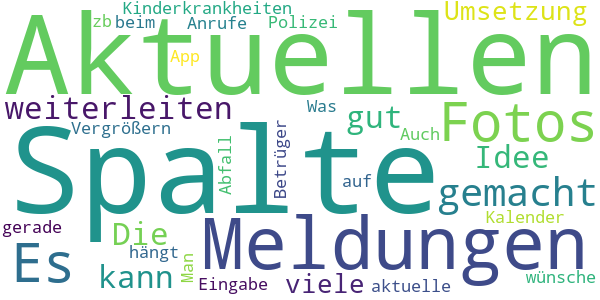 Kinderkrankheiten
Umsetzung
zb beim Anrufe Polizei
Aktuellen
App
weiterleiten
Was
gut
Fotos
Vergrößern
Auch
Spalte
Abfall
Betrüger
Idee
auf
gemacht
gerade
Die
Kalender
Meldungen
Es
hängt
kann
Man
Eingabe
viele
aktuelle
wünsche